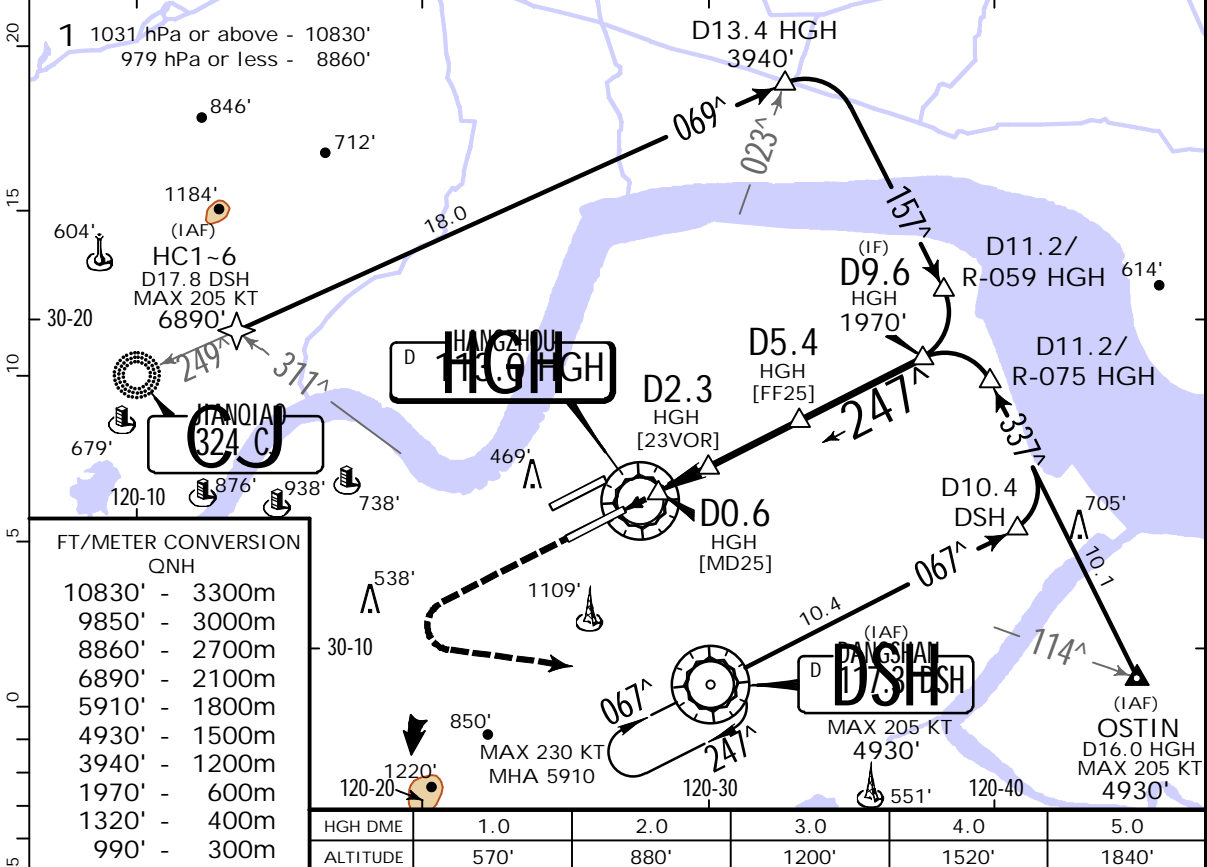 1 1031 hPa or above - 10830'
979 hPa or less - 8860'
D13.4 HGH
3940'
20
846'
712'
069^
023^
1184'
15
604'
(IAF)
HC1~6
D17.8 DSH
MAX 205 KT
6890'
18.0
157^
(IF)
D9.6
HGH
1970'
D11.2/
R-059 HGH
614'
30-20
249^
311^
HANGZHOU
D
HGH
D5.4
HGH
[FF25]
D11.2/
R-075 HGH
10
D2.3
HGH
[23VOR]
247^
JIANQIAO
324 CJ
CJ
679'
876'
938'
738'
469'
337^
120-10
D0.6
HGH
[MD25]
D10.4
DSH
705'
5
FT/METER CONVERSION
QNH
10830' - 3300m
9850' - 3000m
8860' - 2700m
6890' - 2100m
5910' - 1800m
4930' - 1500m
3940' - 1200m
1970' - 600m
1320' - 400m
990' - 300m
538'
1109'
067^
10.4
10.1
30-10
(IAF)
DANGSHAN
D
DSH
MAX 205 KT
4930'
114^
0
067^
247^
(IAF)
OSTIN
D16.0 HGH
MAX 205 KT
4930'
850'
MAX 230 KT
MHA 5910
1220'
120-20
120-30
551'
120-40
5
HGH DME 1.0 2.0 3.0 4.0 5.0
ALTITUDE 570' 880' 1200' 1520' 1840'